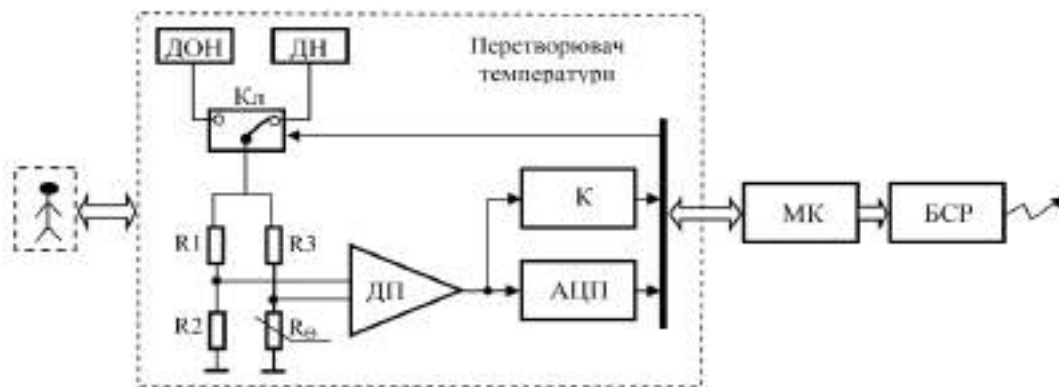 ДОН
ДН
Перетворювач
температури
Кл
К
МК
БСР
R1
R3
ДП
АЦП
R2
RΘ